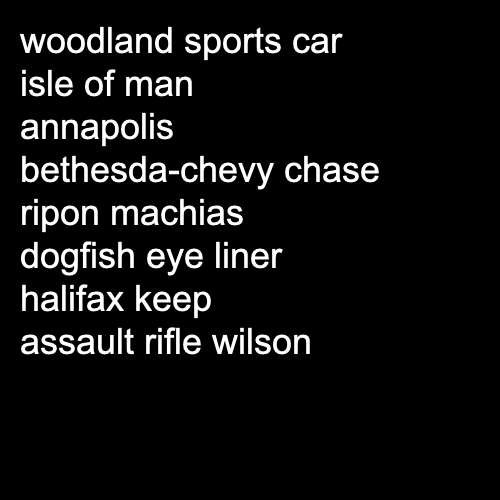 woodland sports car
isle of man
annapolis
bethesda-chevy chase
ripon machias
dogfish eye liner
halifax keep
assault rifle wilson